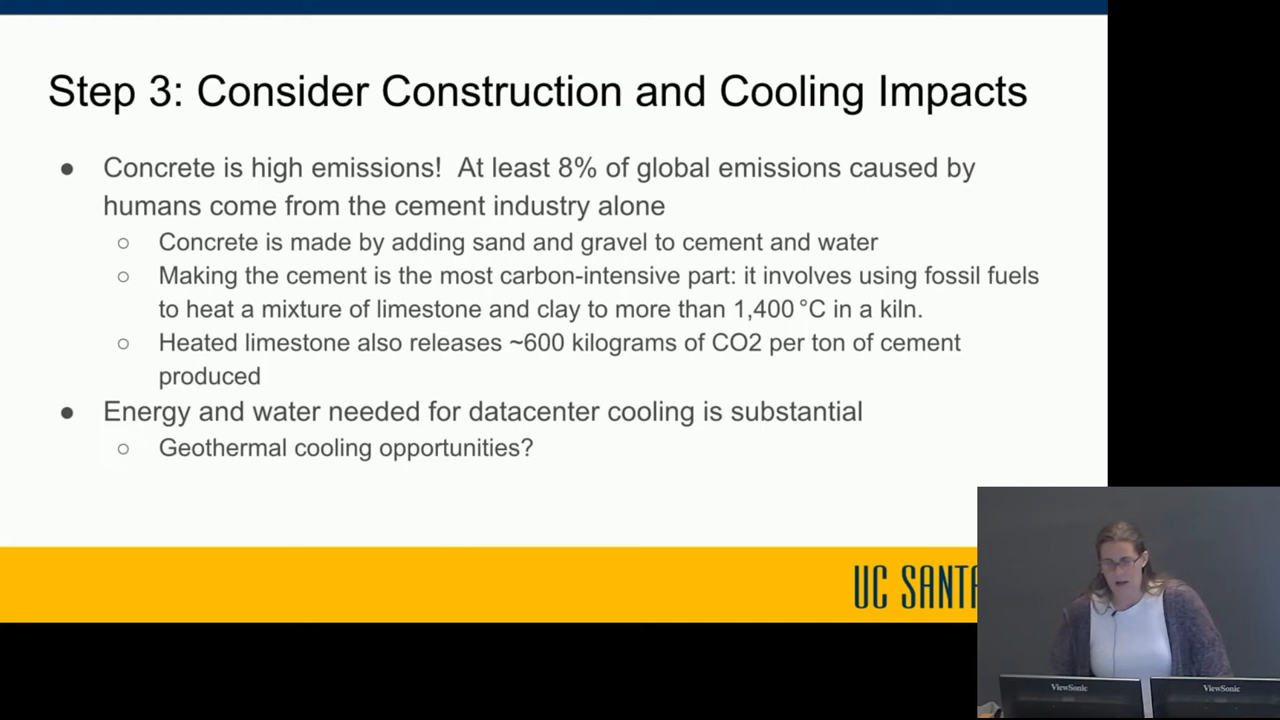 Step 3: Consider Construction and Cooling Impacts
● Concrete is high emissions!  At least 8% of global emissions caused by
humans come from the cement industry alone
○ Concrete is made by adding sand and gravel to cement and water
○ Making the cement is the most carbon-intensive part: it involves using fossil fuels
to heat a mixture of limestone and clay to more than 1,400 °C in a kiln.
○ Heated limestone also releases ~600 kilograms of CO2 per ton of cement
produced
● Energy and water needed for datacenter cooling is substantial
○ Geothermal cooling opportunities?
UC SANTA
ViewSonic
ViewSonic